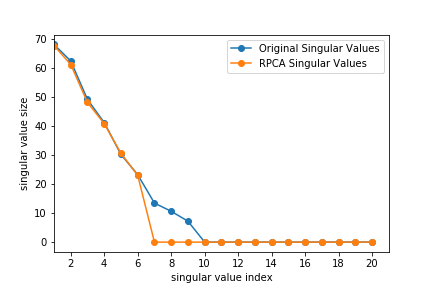 70
60
50
40
30
20
10
0
singular value size
Original Singular Values
RPCA Singular Values
2 4 6 8 10 12 14 16 18 20
singular value index